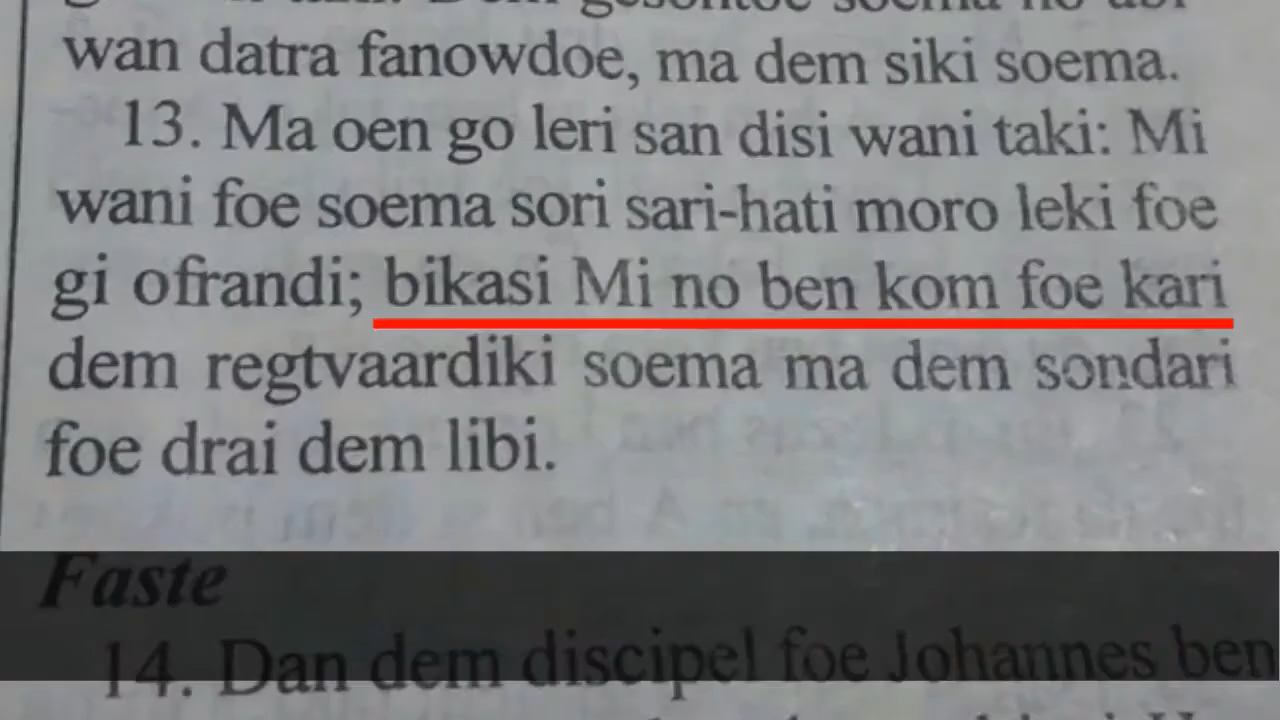 wan datra fanowdoe, ma dem siki soema.
13. Ma oen go leri san disi wani taki: Mi
wani foe soema sori sari-hati moro leki foe
gi ofrandi; bikasi Mi no ben kom foe kari
dem regtvaardiki soema ma dem sondari
foe drai dem libi.
Faste
14. Dan dem discipel foe Johannes ben